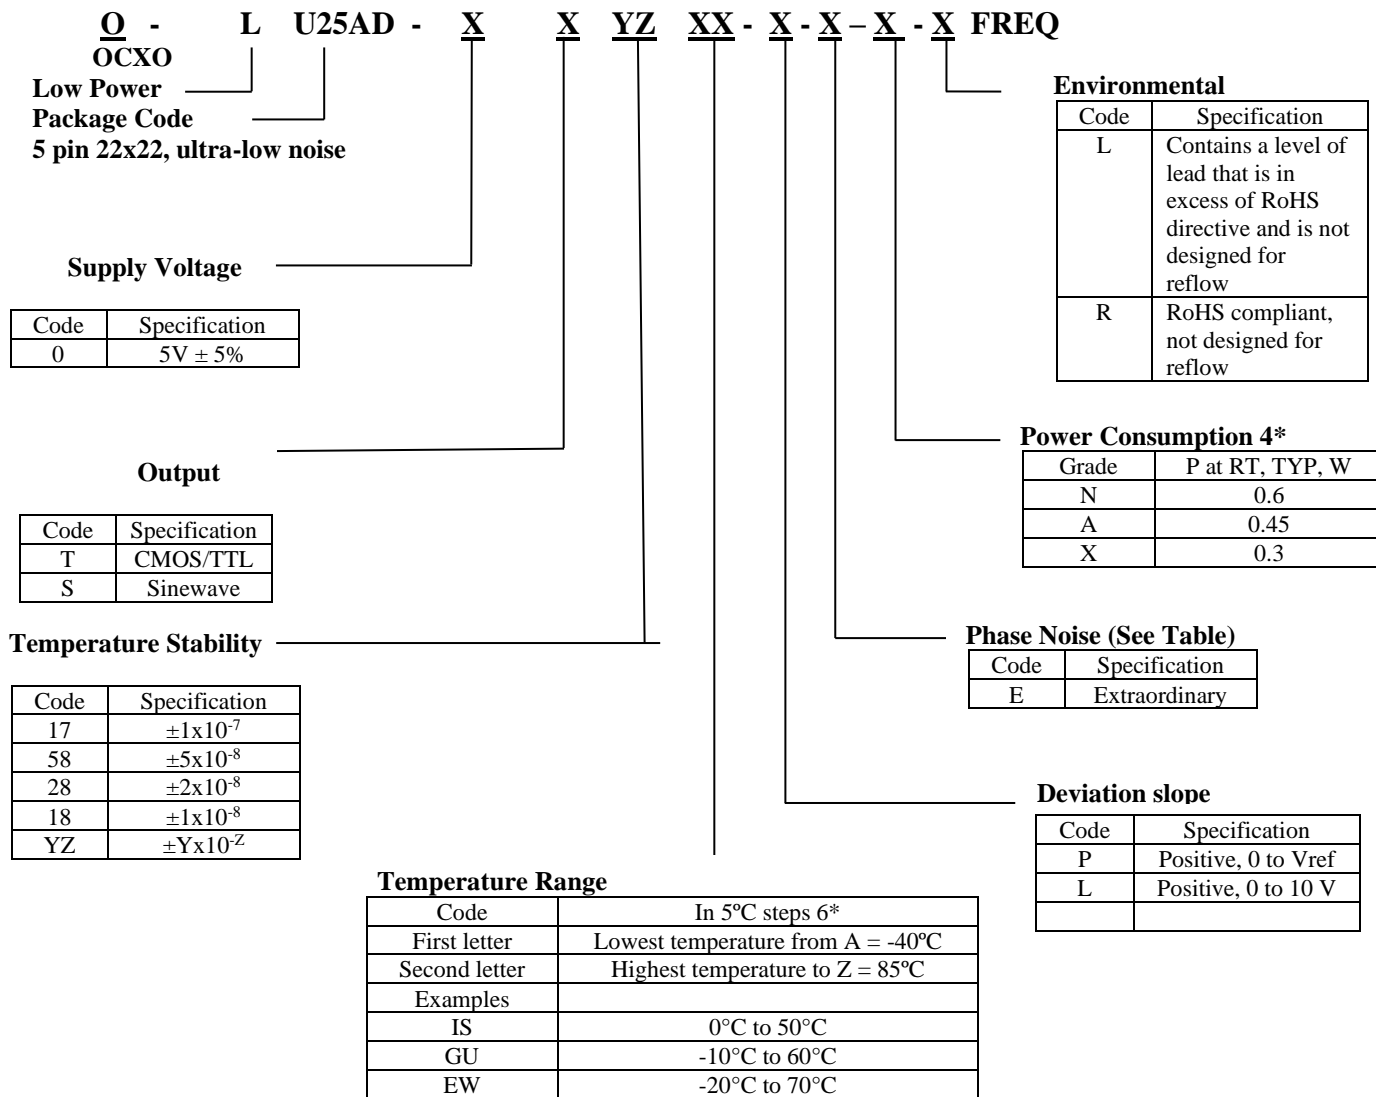 O - L U25AD - X X YZ XX - X - X – X - X FREQ
OCXO
Low Power
Package Code
5 pin 22x22, ultra-low noise
Supply Voltage
Code Specification
0 5V ± 5%
Output
Code Specification
T CMOS/TTL
S Sinewave
Temperature Stability
Code Specification
17 ±1x10⁻⁷
58 ±5x10⁻⁸
28 ±2x10⁻⁸
18 ±1x10⁻⁸
YZ ±Yx10⁻ᶻ
Temperature Range
Code In 5ºC steps 6*
First letter Lowest temperature from A = -40ºC
Second letter Highest temperature to Z = 85ºC
Examples
IS 0°C to 50°C
GU -10°C to 60°C
EW -20°C to 70°C
Environmental
Code Specification
L Contains a level of
lead that is in
excess of RoHS
directive and is not
designed for
reflow
R RoHS compliant,
not designed for
reflow
Power Consumption 4*
Grade P at RT, TYP, W
N 0.6
A 0.45
X 0.3
Phase Noise (See Table)
Code Specification
E Extraordinary
Deviation slope
Code Specification
P Positive, 0 to Vref
L Positive, 0 to 10 V